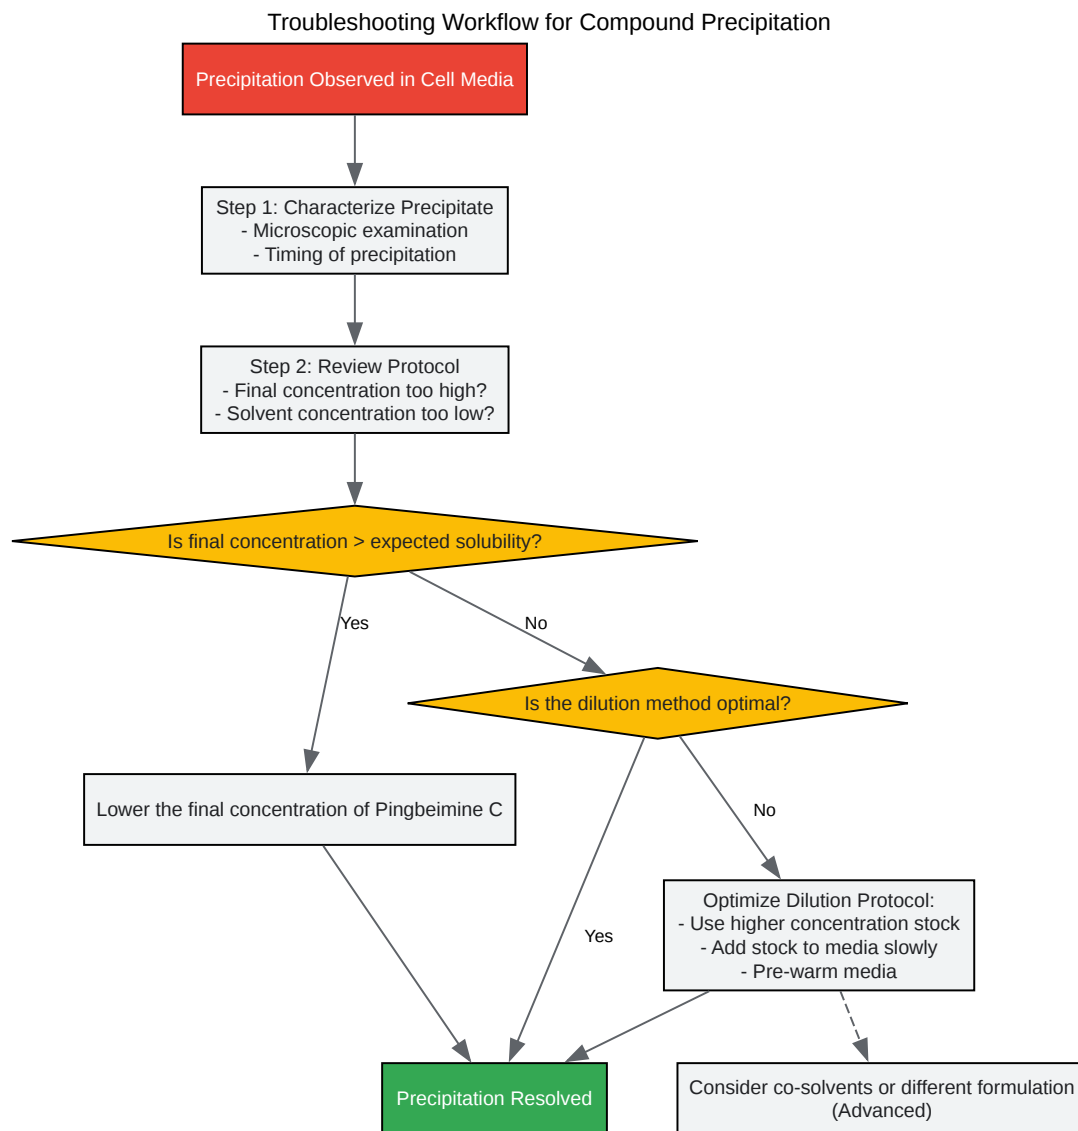 Troubleshooting Workflow for Compound Precipitation
Precipitation Observed in Cell Media
Step 1: Characterize Precipitate
- Microscopic examination
- Timing of precipitation
Step 2: Review Protocol
- Final concentration too high?
- Solvent concentration too low?
Is final concentration > expected solubility?
Yes
No
Is the dilution method optimal?
Lower the final concentration of Pingbeimine C
No
Yes
Optimize Dilution Protocol:
- Use higher concentration stock
- Add stock to media slowly
- Pre-warm media
Precipitation Resolved
Consider co-solvents or different formulation
(Advanced)